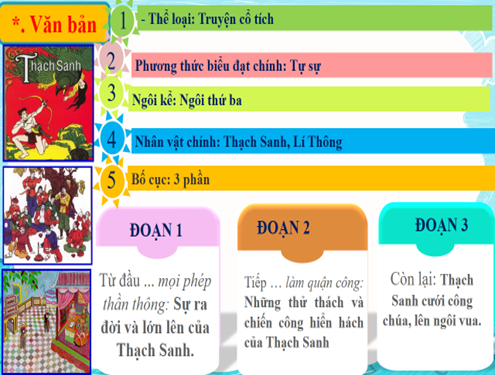 *. Văn bản
Thạch Sanh
1
- Thể loại: Truyện cổ tích
2
Phương thức biểu đạt chính: Tự sự
3
Ngôi kể: Ngôi thứ ba
4
Nhân vật chính: Thạch Sanh, Lí Thông
5
Bố cục: 3 phần
ĐOẠN 1
Từ đầu ... mọi phép
thần thông: Sự ra
đời và lớn lên của
Thạch Sanh.
ĐOẠN 2
Tiếp ... làm quận công:
Những thử thách và
chiến công hiển hách
của Thạch Sanh
ĐOẠN 3
Còn lại: Thạch
Sanh cưới công
chúa, lên ngôi vua.